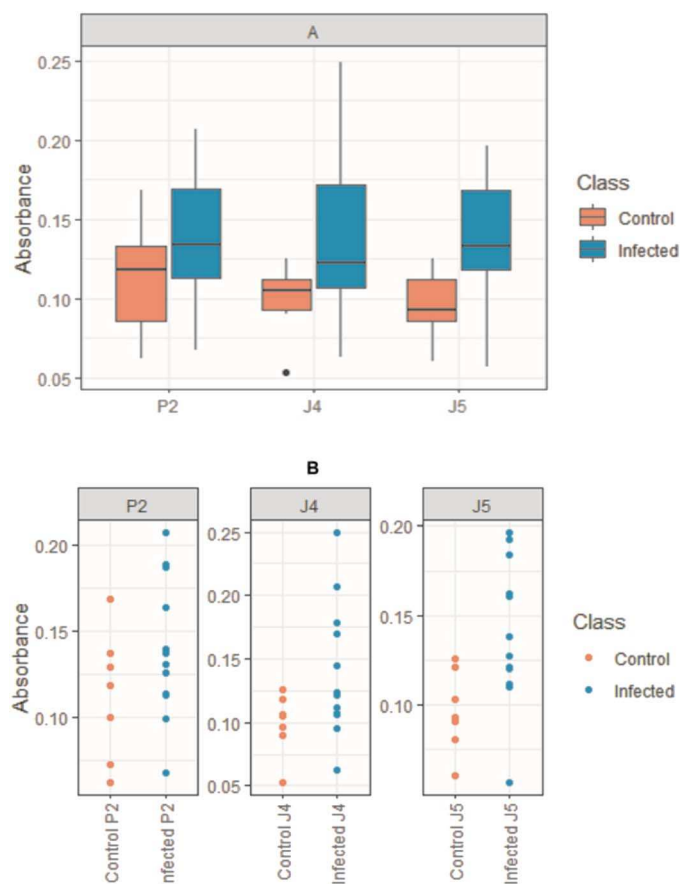 A
0.25
0.20
0.15
0.10
0.05
Absorbance
P2 J4 J5
Class
Control
Infected
B
P2 J4 J5
0.20
0.15
0.10
Absorbance
0.25
0.20
0.15
0.10
0.05
0.20
0.15
0.10
Control P2
nfected P2
Control J4
Infected J4
Control J5
Infected J5
Class
Control
Infected